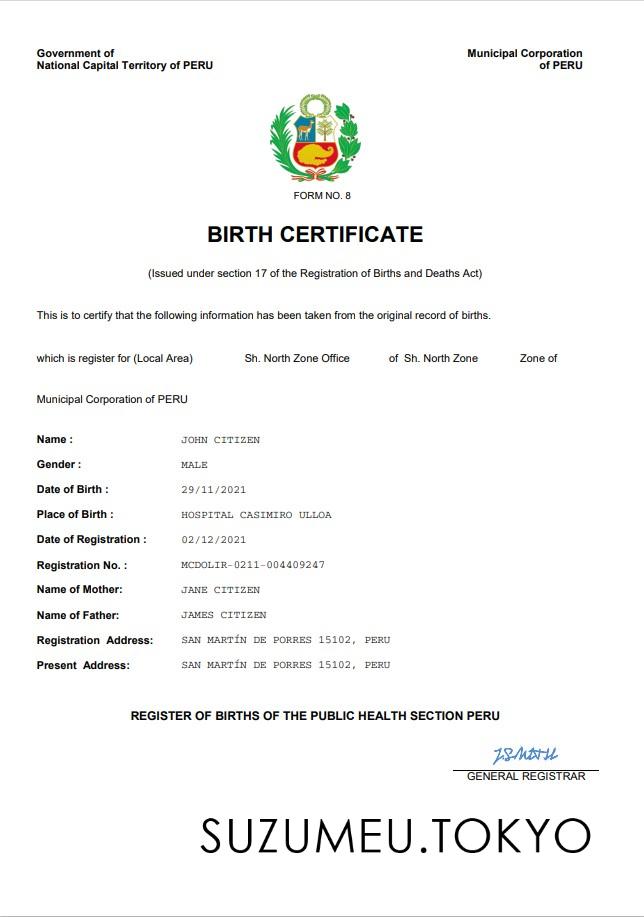 Government of
National Capital Territory of PERU
Municipal Corporation
of PERU
FORM NO. 8
BIRTH CERTIFICATE
(Issued under section 17 of the Registration of Births and Deaths Act)
This is to certify that the following information has been taken from the original record of births.
which is register for (Local Area) Sh. North Zone Office of Sh. North Zone Zone of
Municipal Corporation of PERU
Name : JOHN CITIZEN
Gender : MALE
Date of Birth : 29/11/2021
Place of Birth : HOSPITAL CASIMIRO ULLOA
Date of Registration : 02/12/2021
Registration No. : MCDOLIR-0211-004409247
Name of Mother: JANE CITIZEN
Name of Father: JAMES CITIZEN
Registration Address: SAN MARTÍN DE PORRES 15102, PERU
Present Address: SAN MARTÍN DE PORRES 15102, PERU
REGISTER OF BIRTHS OF THE PUBLIC HEALTH SECTION PERU
GENERAL REGISTRAR
SUZUMEU.TOKYO